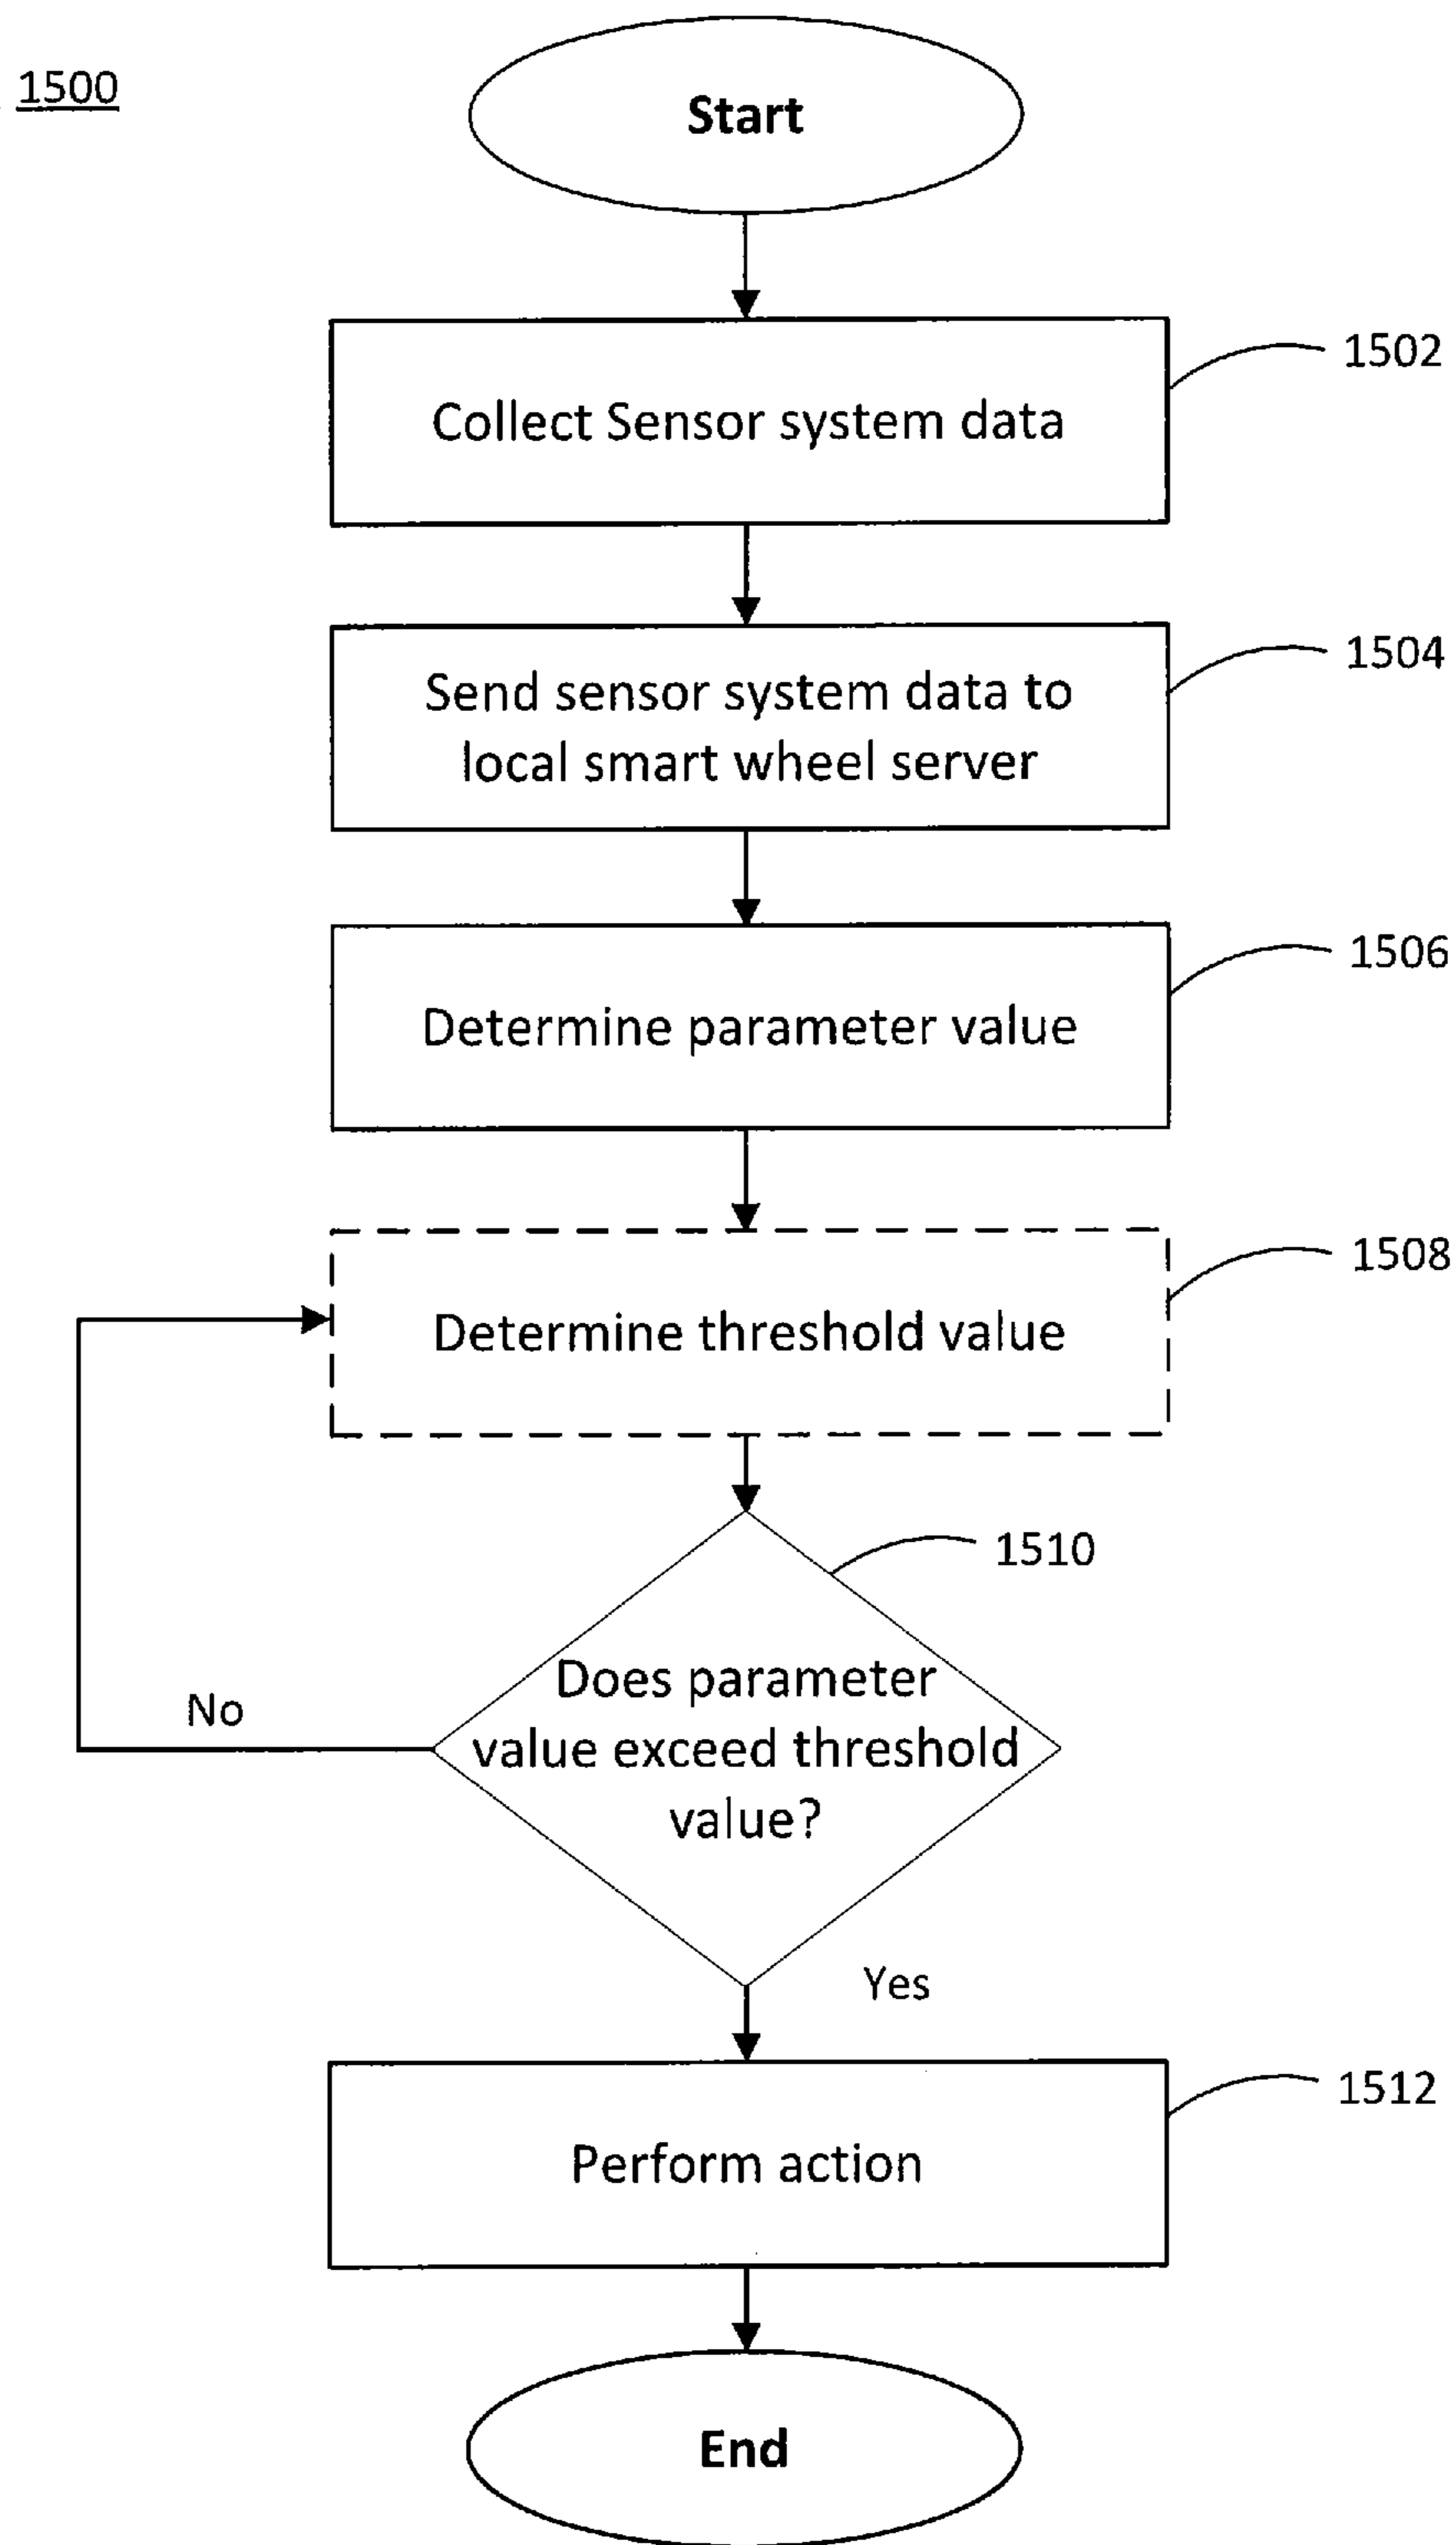 1500
Start
Collect Sensor system data
1502
Send sensor system data to
local smart wheel server
1504
Determine parameter value
1506
Determine threshold value
1508
1510
Does parameter
value exceed threshold
value?
No
Yes
Perform action
1512
End